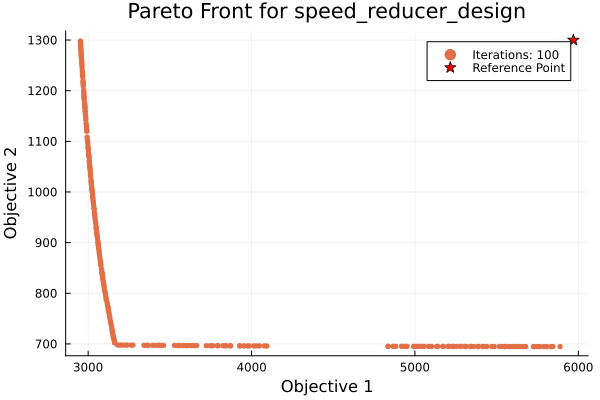 Pareto Front for speed_reducer_design
Iterations: 100
Reference Point
1300
1200
1100
1000
900
800
700
Objective 2
3000 4000 5000 6000
Objective 1